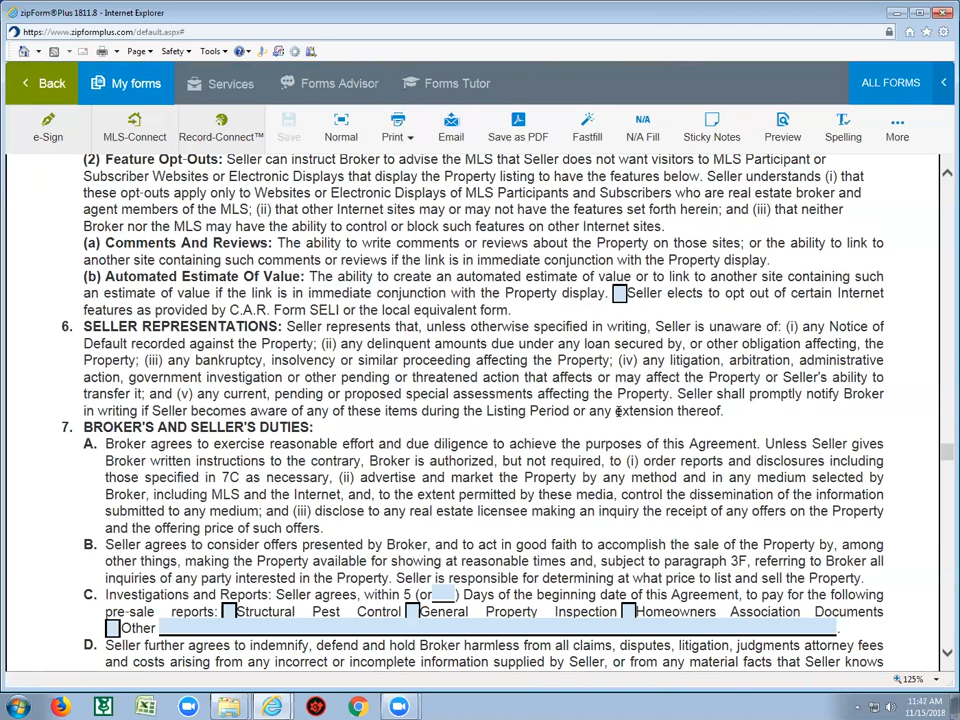 zipForm®Plus 1811.8 - Internet Explorer
https://www.zipformplus.com/default.aspx#
Page Safety Tools
Back My forms Services Forms Advisor Forms Tutor ALL FORMS
e-Sign MLS-Connect Record-Connect™ Save Normal Print Email Save as PDF Fastfill N/A Fill Sticky Notes Preview Spelling More
(2) Feature Opt-Outs: Seller can instruct Broker to advise the MLS that Seller does not want visitors to MLS Participant or
Subscriber Websites or Electronic Displays that display the Property listing to have the features below. Seller understands (i) that
these opt-outs apply only to Websites or Electronic Displays of MLS Participants and Subscribers who are real estate broker and
agent members of the MLS; (ii) that other Internet sites may or may not have the features set forth herein; and (iii) that neither
Broker nor the MLS may have the ability to control or block such features on other Internet sites.
(a) Comments And Reviews: The ability to write comments or reviews about the Property on those sites; or the ability to link to
another site containing such comments or reviews if the link is in immediate conjunction with the Property display.
(b) Automated Estimate Of Value: The ability to create an automated estimate of value or to link to another site containing such
an estimate of value if the link is in immediate conjunction with the Property display. Seller elects to opt out of certain Internet
features as provided by C.A.R. Form SELI or the local equivalent form.
6. SELLER REPRESENTATIONS: Seller represents that, unless otherwise specified in writing, Seller is unaware of: (i) any Notice of
Default recorded against the Property; (ii) any delinquent amounts due under any loan secured by, or other obligation affecting, the
Property; (iii) any bankruptcy, insolvency or similar proceeding affecting the Property; (iv) any litigation, arbitration, administrative
action, government investigation or other pending or threatened action that affects or may affect the Property or Seller's ability to
transfer it; and (v) any current, pending or proposed special assessments affecting the Property. Seller shall promptly notify Broker
in writing if Seller becomes aware of any of these items during the Listing Period or any extension thereof.
7. BROKER'S AND SELLER'S DUTIES:
A. Broker agrees to exercise reasonable effort and due diligence to achieve the purposes of this Agreement. Unless Seller gives
Broker written instructions to the contrary, Broker is authorized, but not required, to (i) order reports and disclosures including
those specified in 7C as necessary, (ii) advertise and market the Property by any method and in any medium selected by
Broker, including MLS and the Internet, and, to the extent permitted by these media, control the dissemination of the information
submitted to any medium; and (iii) disclose to any real estate licensee making an inquiry the receipt of any offers on the Property
and the offering price of such offers.
B. Seller agrees to consider offers presented by Broker, and to act in good faith to accomplish the sale of the Property by, among
other things, making the Property available for showing at reasonable times and, subject to paragraph 3F, referring to Broker all
inquiries of any party interested in the Property. Seller is responsible for determining at what price to list and sell the Property.
C. Investigations and Reports: Seller agrees, within 5 (or ) Days of the beginning date of this Agreement, to pay for the following
pre-sale reports: Structural Pest Control General Property Inspection Homeowners Association Documents
Other .
D. Seller further agrees to indemnify, defend and hold Broker harmless from all claims, disputes, litigation, judgments attorney fees
and costs arising from any incorrect or incomplete information supplied by Seller, or from any material facts that Seller knows
125%
11:42 AM
11/15/2018